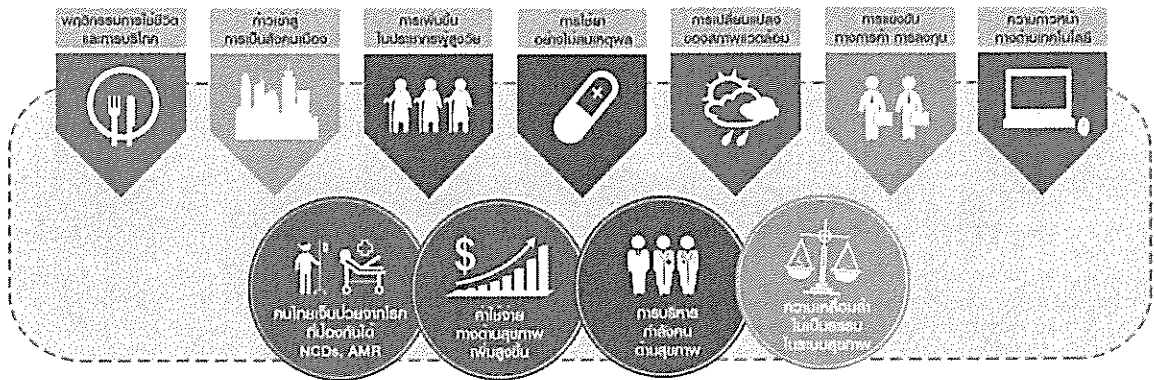 พฤติกรรมการใช้ชีวิต
และการบริโภค
ก้าวเข้าสู่
การเป็นสังคมเมือง
การเพิ่มขึ้น
ในประชากรผู้สูงวัย
การใช้ยา
อย่างไม่สมเหตุผล
การเปลี่ยนแปลง
ของสภาพแวดล้อม
การแข่งขัน
ทางการค้า การลงทุน
ความก้าวหน้า
ทางด้านเทคโนโลยี
คนไทยเจ็บป่วยจากโรค
ที่ป้องกันได้
NCDs, AMR
$
ค่าใช้จ่าย
ทางด้านสุขภาพ
เพิ่มสูงขึ้น
การบริหาร
กำลังคน
ด้านสุขภาพ
ความเหลื่อมล้ำ
ไม่เป็นธรรม
ในระบบสุขภาพ